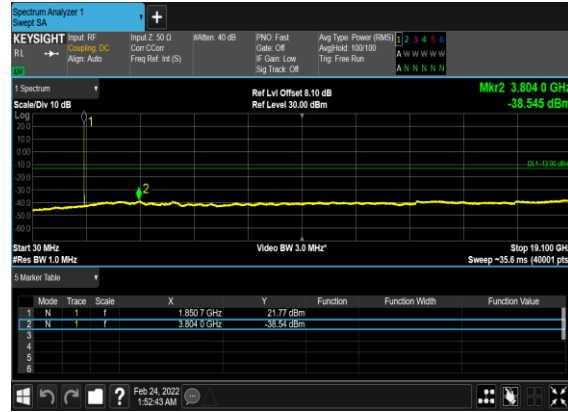 Spectrum Analyzer 1
Swept SA
KEYSIGHT Input: RF Input Z: 50 Ω #Atten: 40 dB PNO: Fast Avg Type: Power (RMS) 1 2 3 4 5 6
RL Coupling: DC Corr CCorr Gate: Off Avg|Hold: 100/100 A W W W W W
Align: Auto Freq Ref: Int (S) IF Gain: Low Trig: Free Run
Sig Track: Off A N N N N N
1 Spectrum Ref Lvl Offset 8.10 dB Mkr2 3.804 0 GHz
Scale/Div 10 dB Ref Level 30.00 dBm -38.545 dBm
Log
20.0
10.0
0.00
-10.0
-20.0
-30.0
-40.0
-50.0
-60.0
1
2
DL1 -13.00 dBm
Start 30 MHz Video BW 3.0 MHz* Stop 19.100 GHz
#Res BW 1.0 MHz Sweep ~35.6 ms (40001 pts
5 Marker Table
Mode Trace Scale X Y Function Function Width Function Value
1 N 1 f 1.850 7 GHz 21.77 dBm
2 N 1 f 3.804 0 GHz -38.54 dBm
3
4
5
6
? Feb 24, 2022
1:52:43 AM